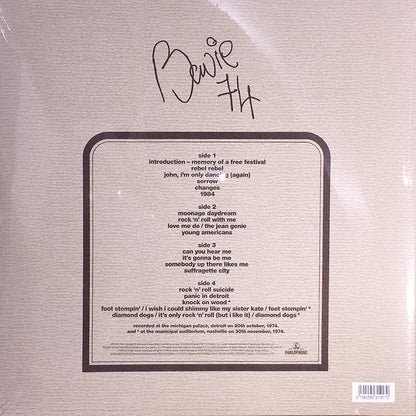 Bowie
74
side 1
introduction – memory of a free festival
rebel rebel
john, i'm only dancing (again)
sorrow
changes
1984
side 2
moonage daydream
rock 'n' roll with me
love me do / the jean genie
young americans
side 3
can you hear me
it's gonna be me
somebody up there likes me
suffragette city
side 4
rock 'n' roll suicide
panic in detroit
knock on wood *
foot stompin' / i wish i could shimmy like my sister kate / foot stompin' *
diamond dogs / it's only rock 'n' roll (but i like it) / diamond dogs *
recorded at the michigan palace, detroit on 20th october, 1974.
and * at the municipal auditorium, nashville on 30th november, 1974.
PARLOPHONE